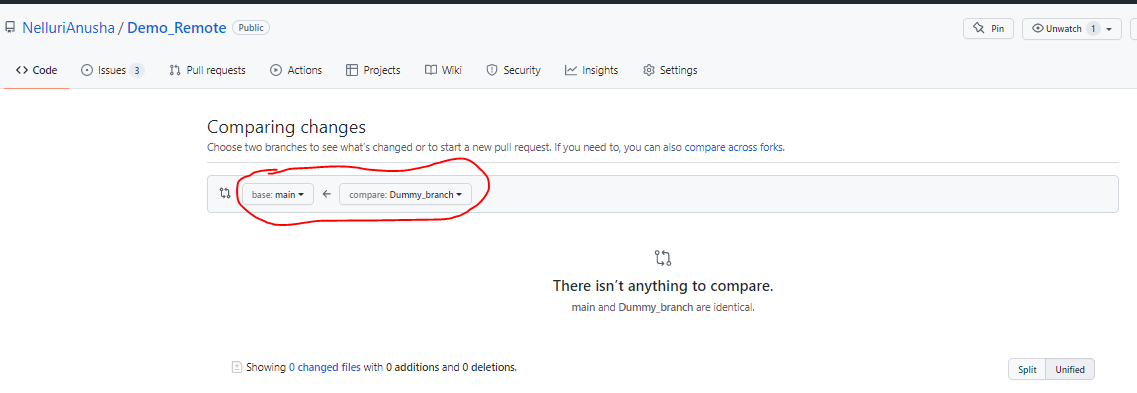 NelluriAnusha / Demo_Remote Public Pin Unwatch 1
Code Issues 3 Pull requests Actions Projects Wiki Security Insights Settings
Comparing changes
Choose two branches to see what's changed or to start a new pull request. If you need to, you can also compare across forks.
base: main compare: Dummy_branch
There isn't anything to compare.
main and Dummy_branch are identical.
Showing 0 changed files with 0 additions and 0 deletions. Split Unified